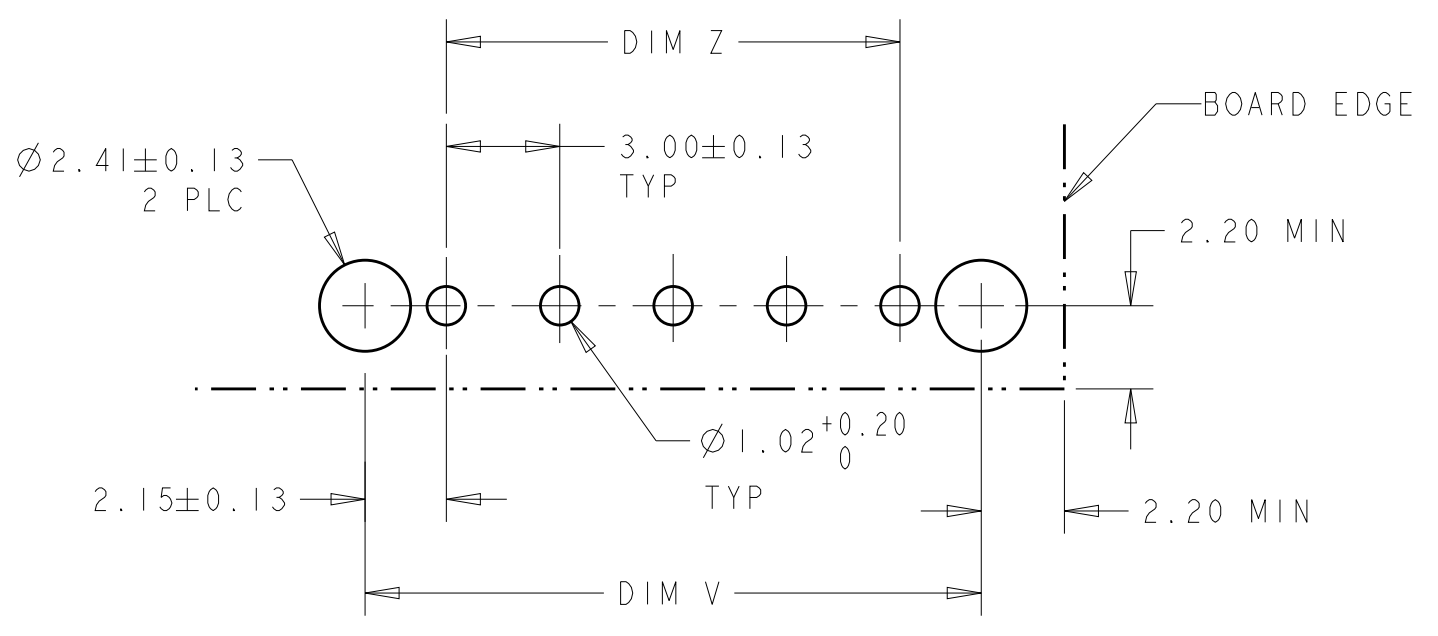 DIM Z
BOARD EDGE
3.00±0.13
TYP
Ø2.41±0.13
2 PLC
2.20 MIN
Ø1.02 +0.20
0
TYP
2.15±0.13
2.20 MIN
DIM V